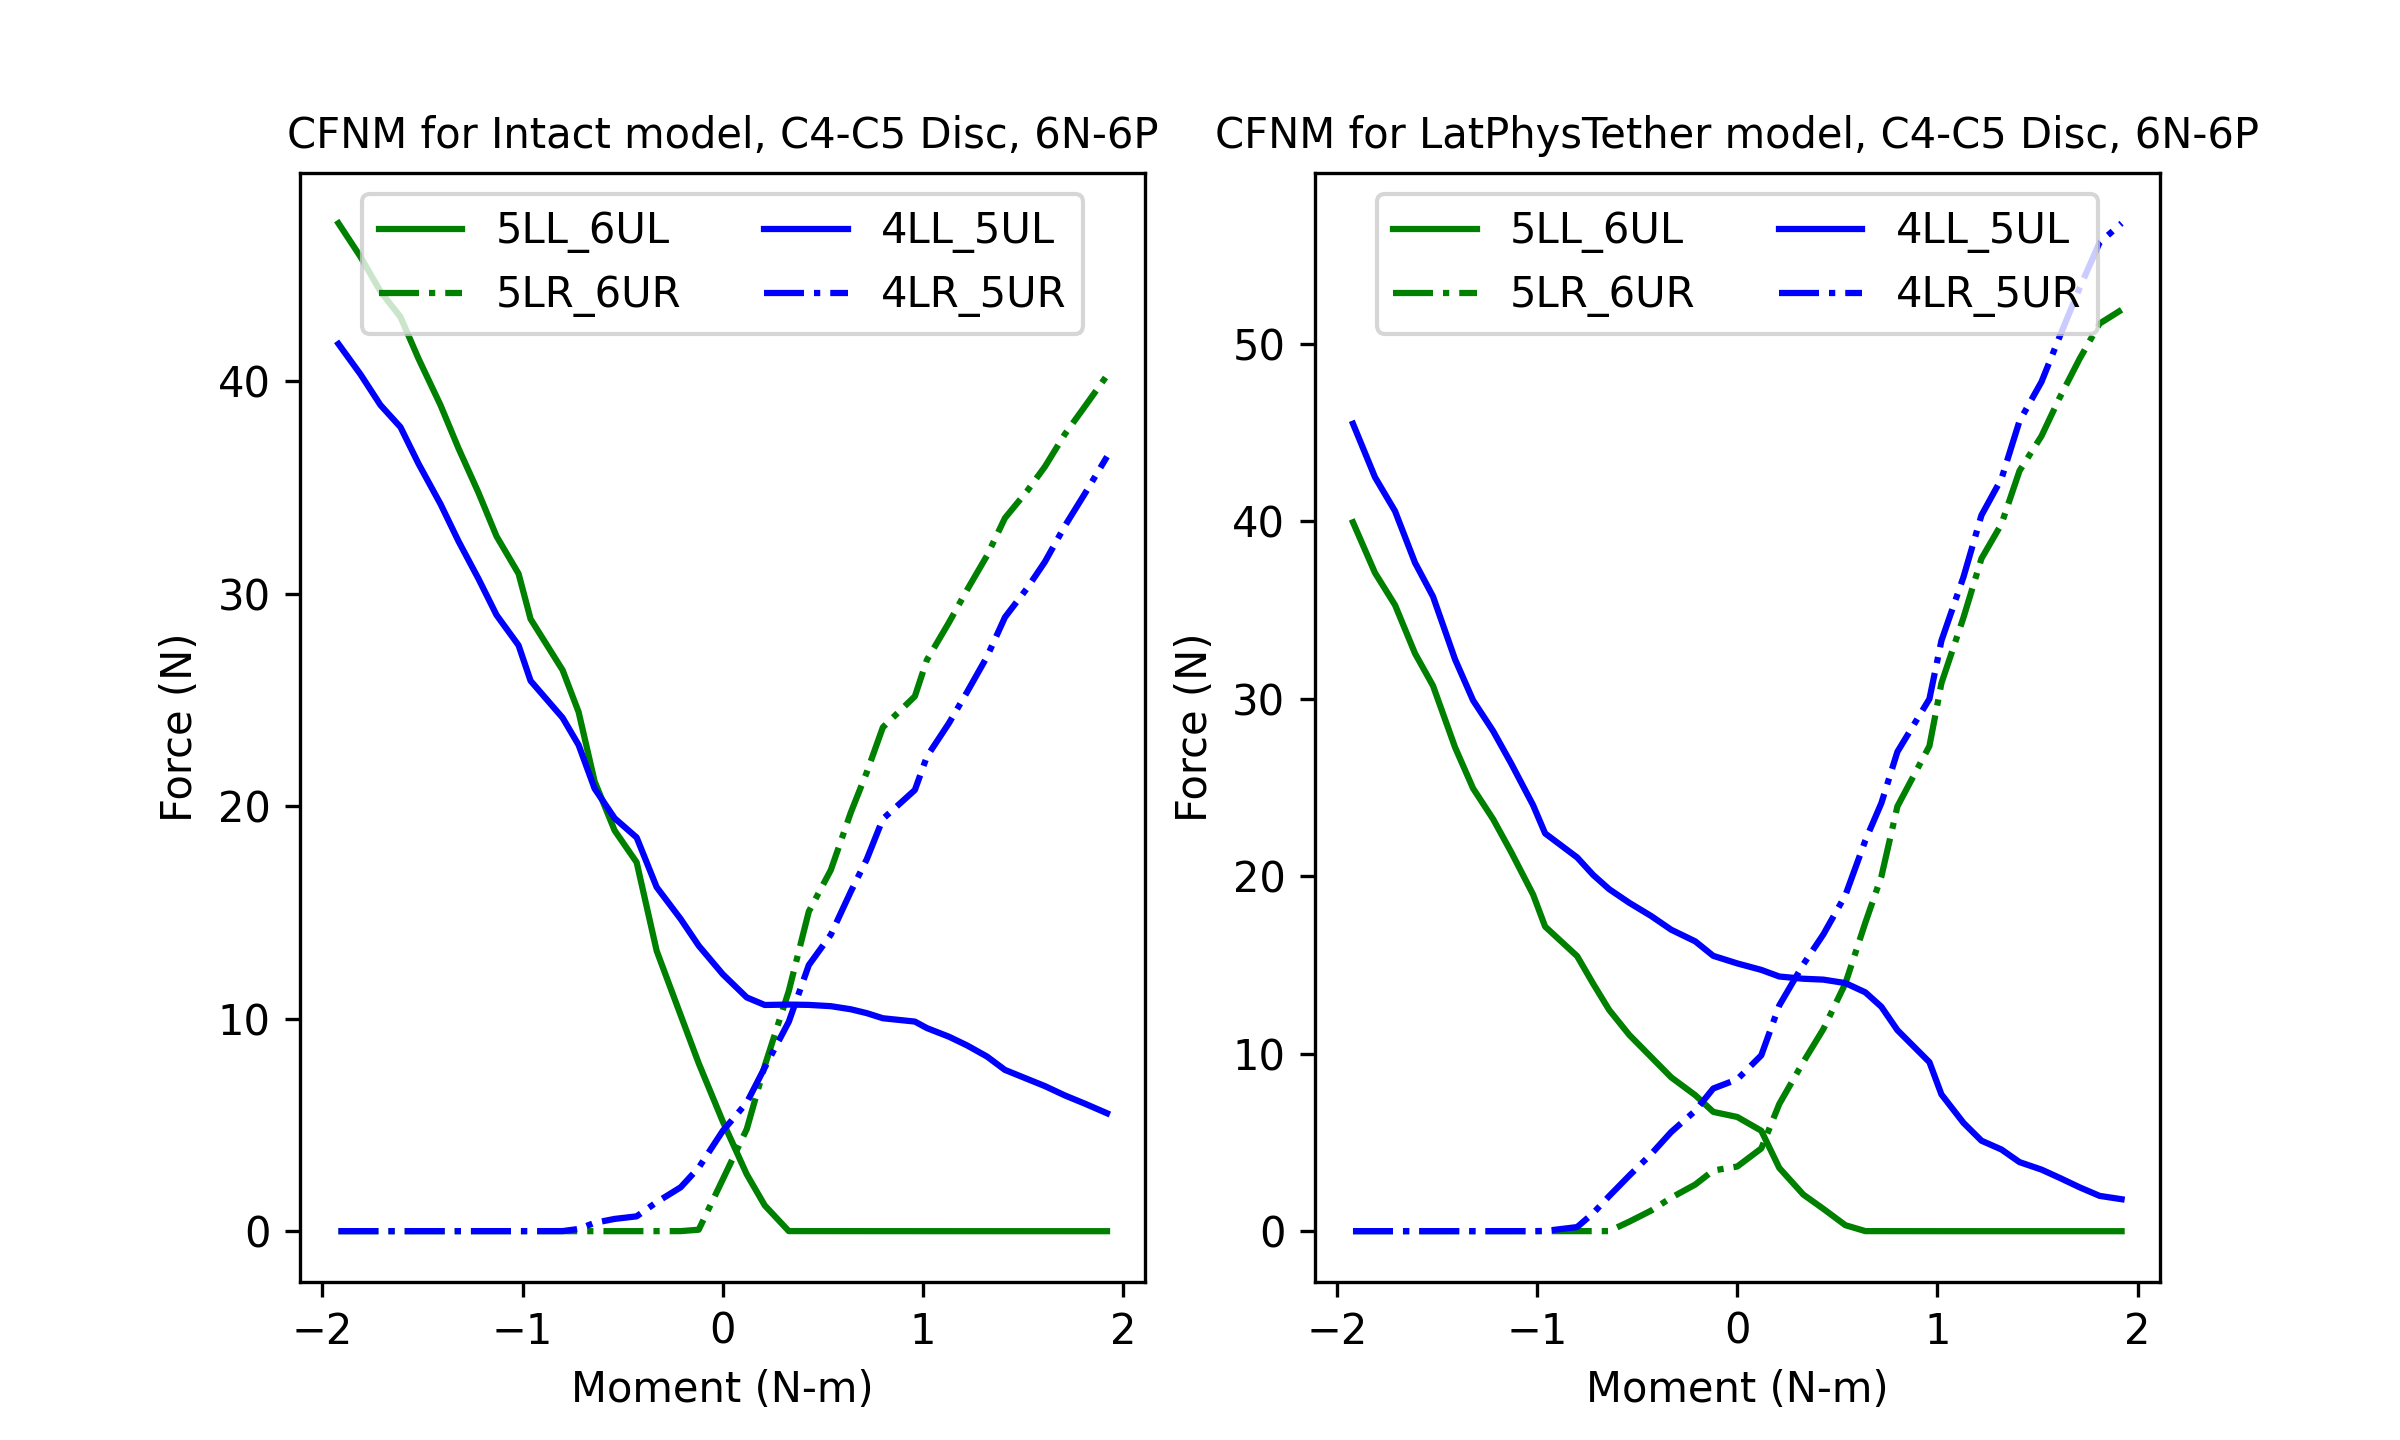 CFNM for Intact model, C4-C5 Disc, 6N-6P
5LL_6UL 4LL_5UL
5LR_6UR 4LR_5UR
40
30
20
10
0
Force (N)
−2 −1 0 1 2
Moment (N-m)
CFNM for LatPhysTether model, C4-C5 Disc, 6N-6P
5LL_6UL 4LL_5UL
5LR_6UR 4LR_5UR
50
40
30
20
10
0
Force (N)
−2 −1 0 1 2
Moment (N-m)